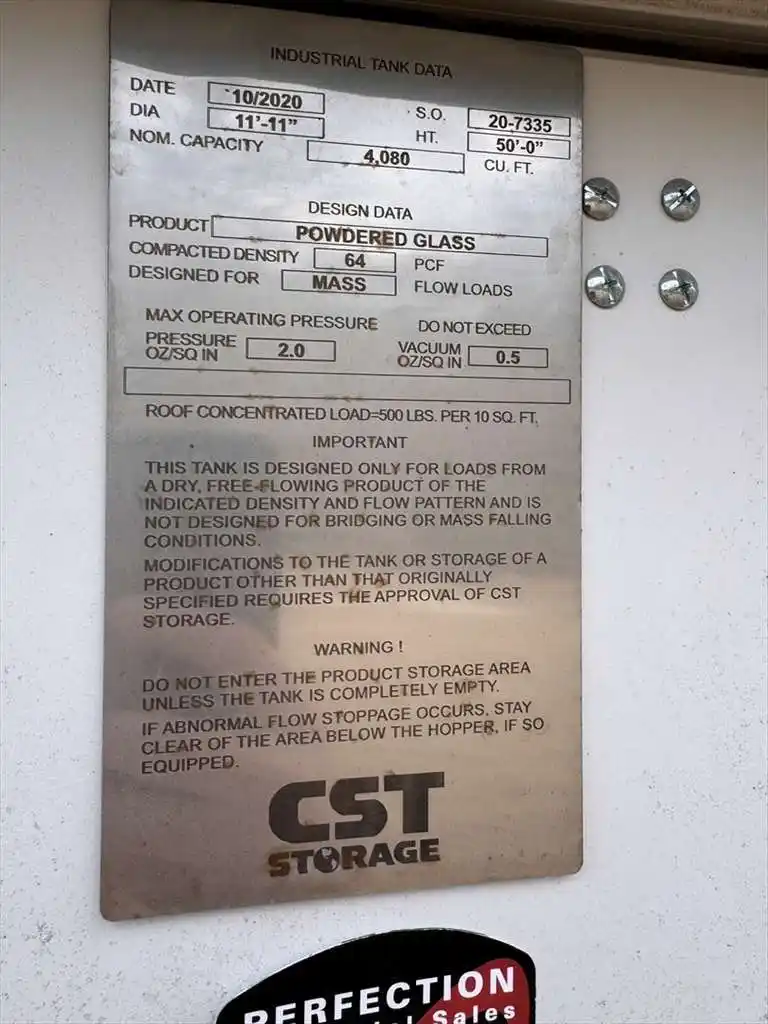 INDUSTRIAL TANK DATA
DATE 10/2020 S.O. 20-7335
DIA 11'-11" HT. 50'-0"
NOM. CAPACITY 4,080 CU. FT.
DESIGN DATA
PRODUCT POWDERED GLASS
COMPACTED DENSITY 64 PCF
DESIGNED FOR MASS FLOW LOADS
MAX OPERATING PRESSURE DO NOT EXCEED
PRESSURE OZ/SQ IN 2.0 VACUUM OZ/SQ IN 0.5
ROOF CONCENTRATED LOAD=500 LBS. PER 10 SQ. FT.
IMPORTANT
THIS TANK IS DESIGNED ONLY FOR LOADS FROM
A DRY, FREE-FLOWING PRODUCT OF THE
INDICATED DENSITY AND FLOW PATTERN AND IS
NOT DESIGNED FOR BRIDGING OR MASS FALLING
CONDITIONS.
MODIFICATIONS TO THE TANK OR STORAGE OF A
PRODUCT OTHER THAN THAT ORIGINALLY
SPECIFIED REQUIRES THE APPROVAL OF CST
STORAGE.
WARNING !
DO NOT ENTER THE PRODUCT STORAGE AREA
UNLESS THE TANK IS COMPLETELY EMPTY.
IF ABNORMAL FLOW STOPPAGE OCCURS, STAY
CLEAR OF THE AREA BELOW THE HOPPER, IF SO
EQUIPPED.
CST
STORAGE
PERFECTION
Sales